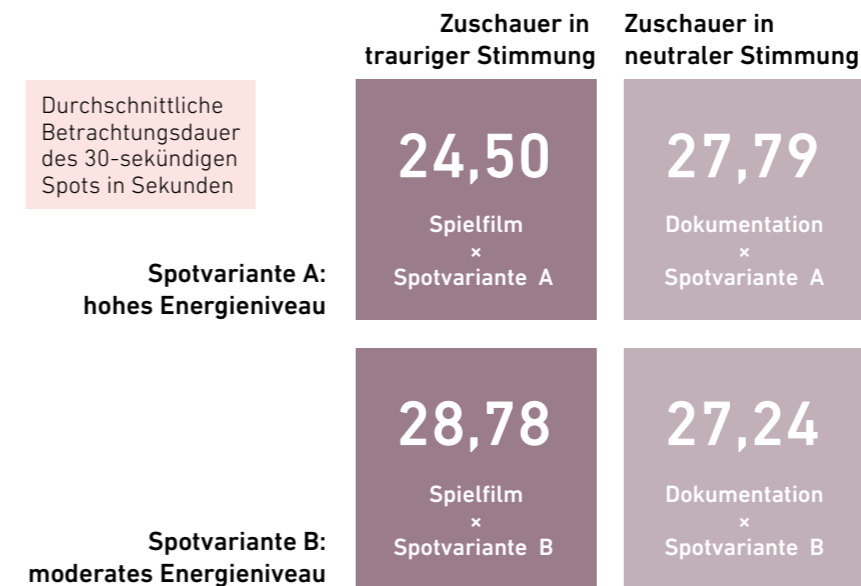 Zuschauer in
trauriger Stimmung
Zuschauer in
neutraler Stimmung
Durchschnittliche
Betrachtungsdauer
des 30-sekündigen
Spots in Sekunden
Spotvariante A:
hohes Energieniveau
24,50
Spielfilm
×
Spotvariante A
27,79
Dokumentation
×
Spotvariante A
Spotvariante B:
moderates Energieniveau
28,78
Spielfilm
×
Spotvariante B
27,24
Dokumentation
×
Spotvariante B